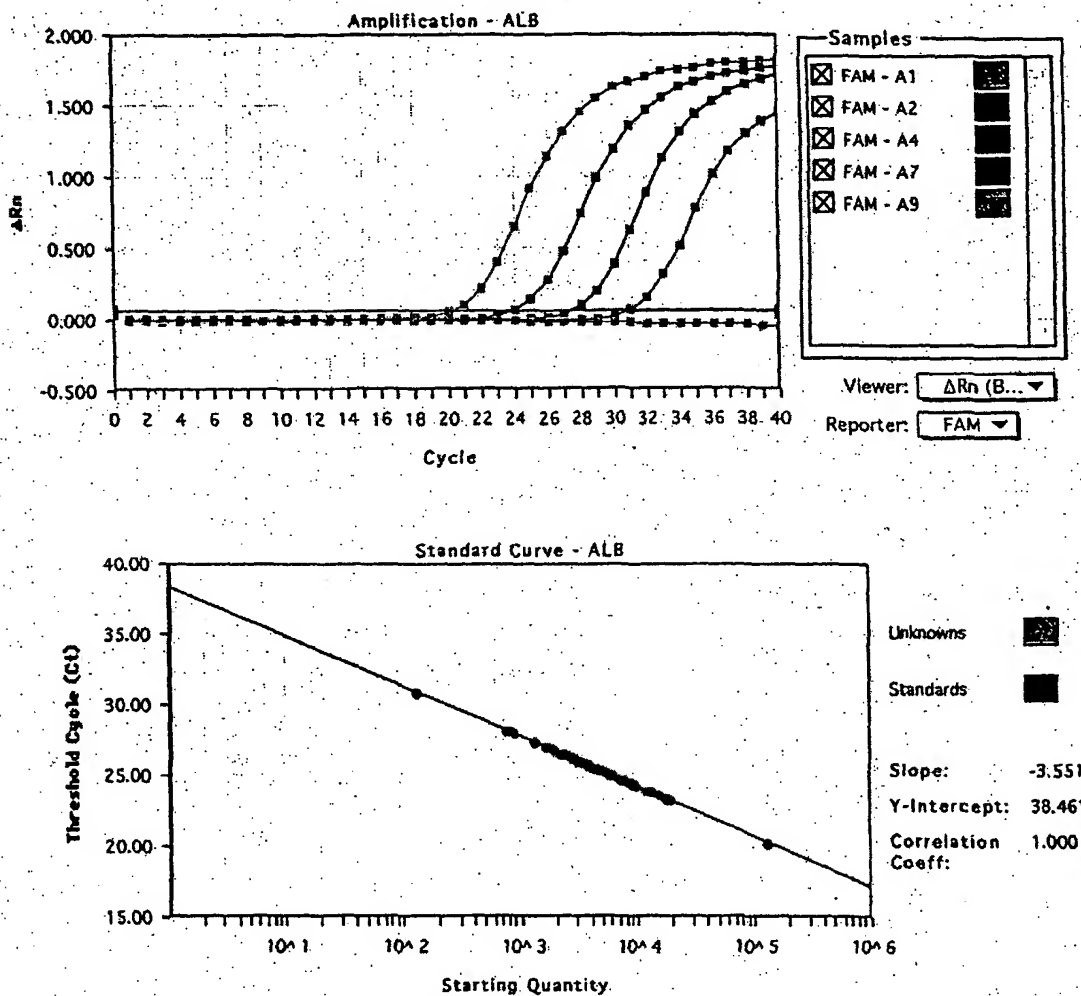 Amplification - ALB
2.000
1.500
1.000
0.500
0.000
-0.500
ΔRn
0 2 4 6 8 10 12 14 16 18 20 22 24 26 28 30 32 34 36 38 40
Cycle
Samples
FAM - A1
FAM - A2
FAM - A4
FAM - A7
FAM - A9
Viewer: ΔRn (B... ▼
Reporter: FAM ▼
Standard Curve - ALB
40.00
35.00
30.00
25.00
20.00
15.00
Threshold Cycle (Ct)
10^1 10^2 10^3 10^4 10^5 10^6
Starting Quantity
Unknowns
Standards
Slope: -3.551
Y-Intercept: 38.461
Correlation 1.000
Coeff: